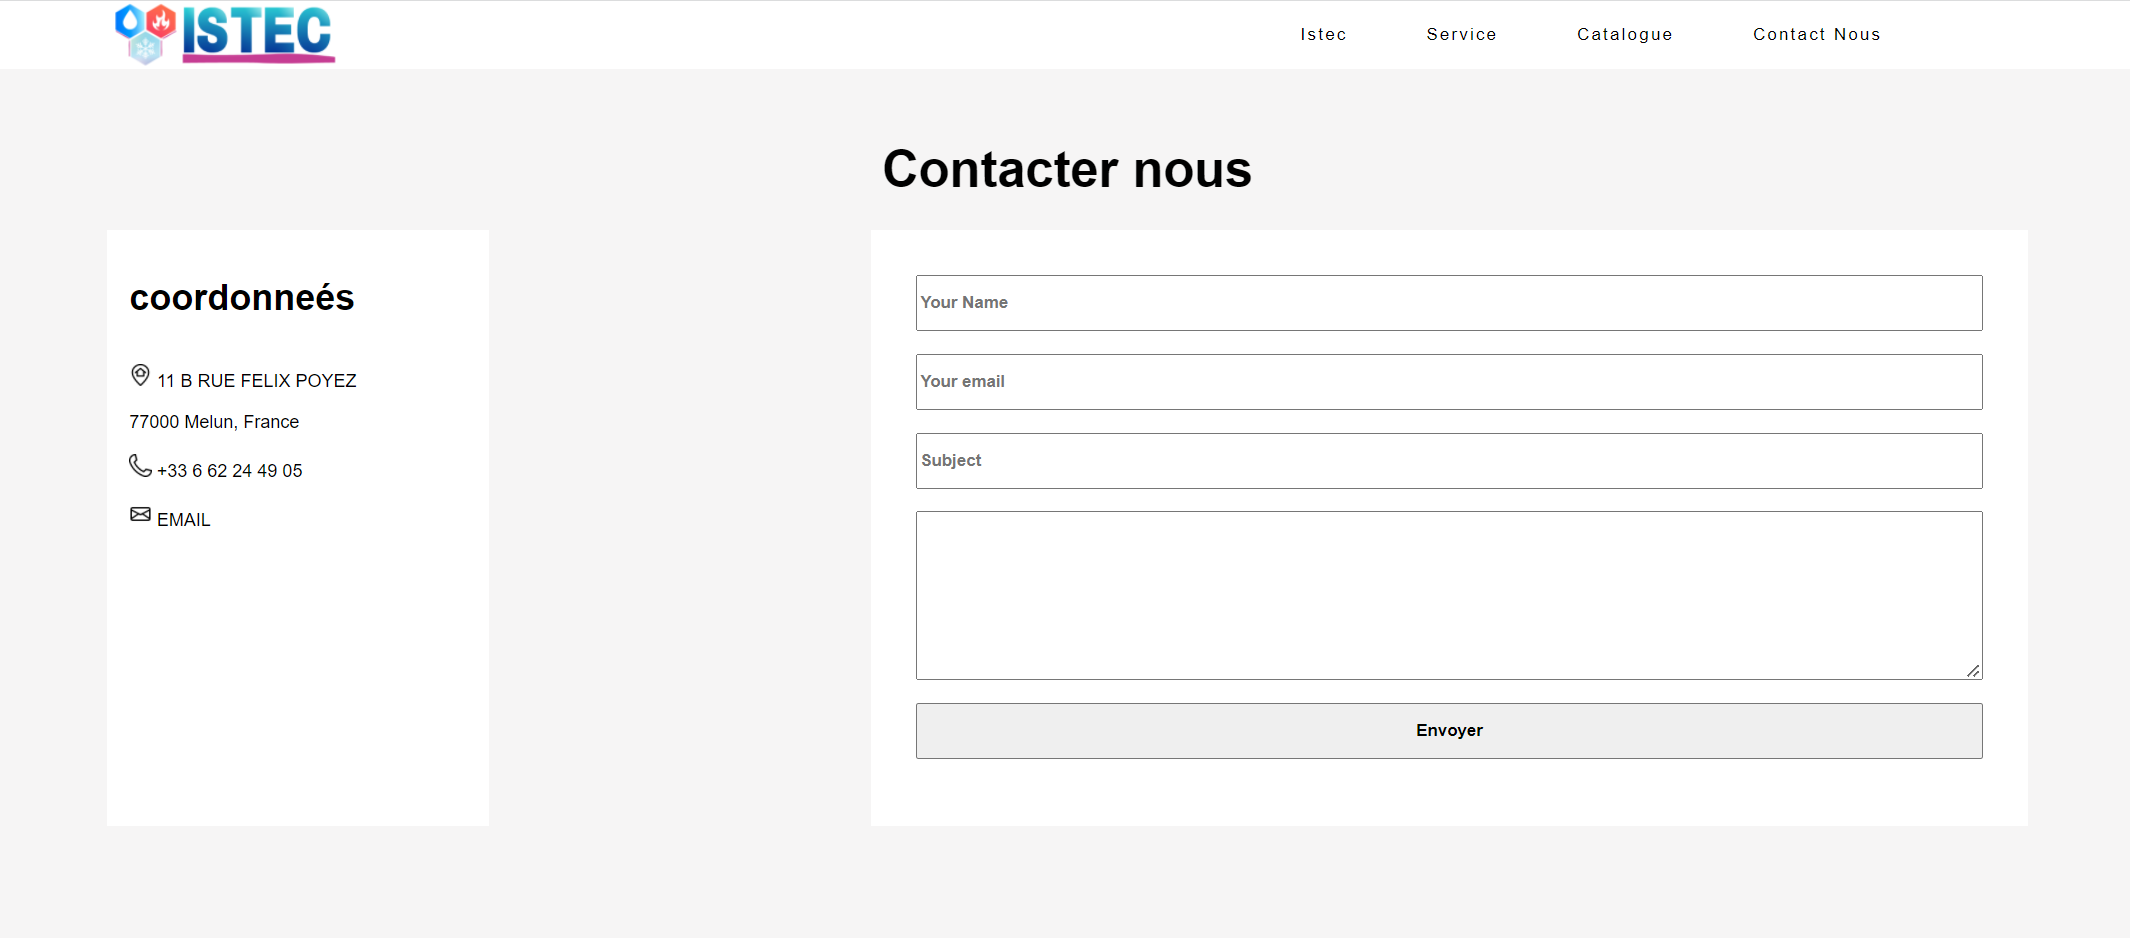 ISTEC
Istec Service Catalogue Contact Nous
Contacter nous
coordonneés
11 B RUE FELIX POYEZ
77000 Melun, France
+33 6 62 24 49 05
EMAIL
Your Name
Your email
Subject
Envoyer